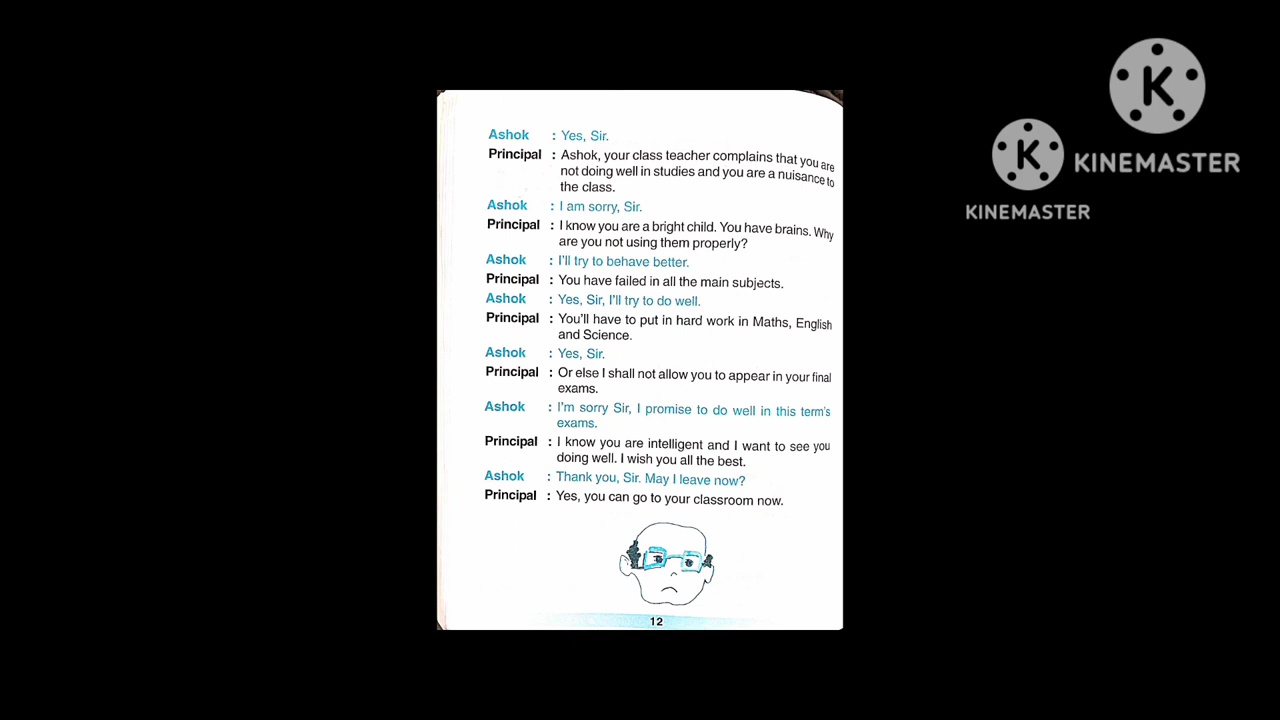 Ashok : Yes, Sir.
Principal : Ashok, your class teacher complains that you are
not doing well in studies and you are a nuisance to
the class.
Ashok : I am sorry, Sir.
Principal : I know you are a bright child. You have brains. Why
are you not using them properly?
Ashok : I'll try to behave better.
Principal : You have failed in all the main subjects.
Ashok : Yes, Sir, I'll try to do well.
Principal : You'll have to put in hard work in Maths, English
and Science.
Ashok : Yes, Sir.
Principal : Or else I shall not allow you to appear in your final
exams.
Ashok : I'm sorry Sir, I promise to do well in this term's
exams.
Principal : I know you are intelligent and I want to see you
doing well. I wish you all the best.
Ashok : Thank you, Sir. May I leave now?
Principal : Yes, you can go to your classroom now.
12
K
K KINEMASTER
KINEMASTER